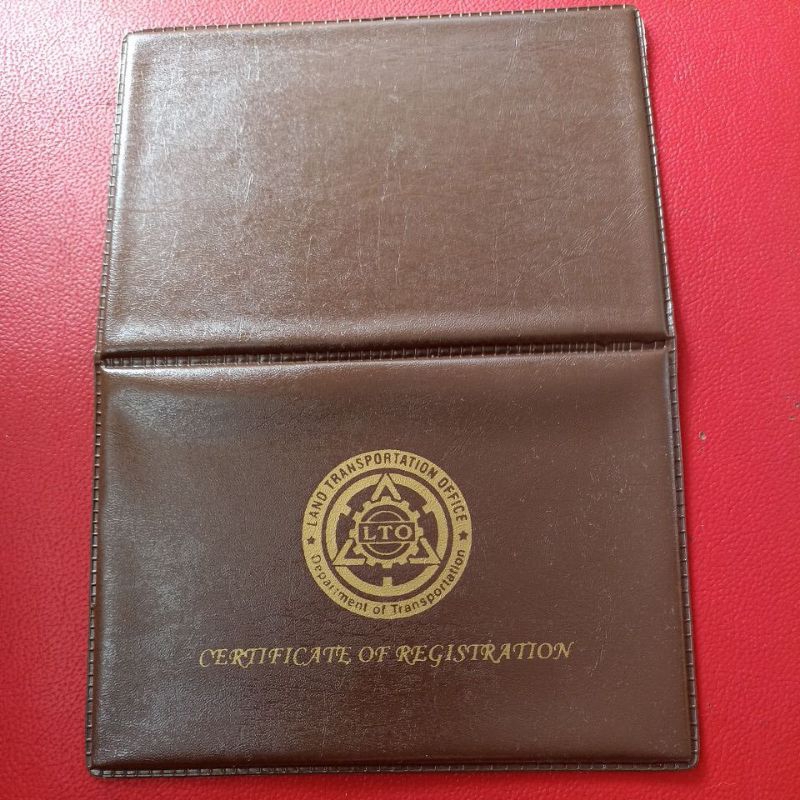 LAND TRANSPORTATION OFFICE
LTO
Department of Transportation
CERTIFICATE OF REGISTRATION